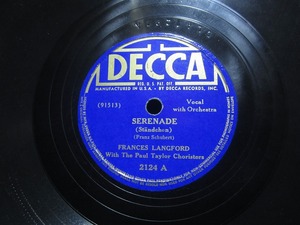 DECCA
REG. U.S. PAT. OFF.
MANUFACTURED IN U.S.A. - BY DECCA RECORDS, INC.
(91513)
Vocal
with Orchestra
SERENADE
(Ständchen)
(Franz Schubert)
FRANCES LANGFORD
With The Paul Taylor Choristers
2124 A